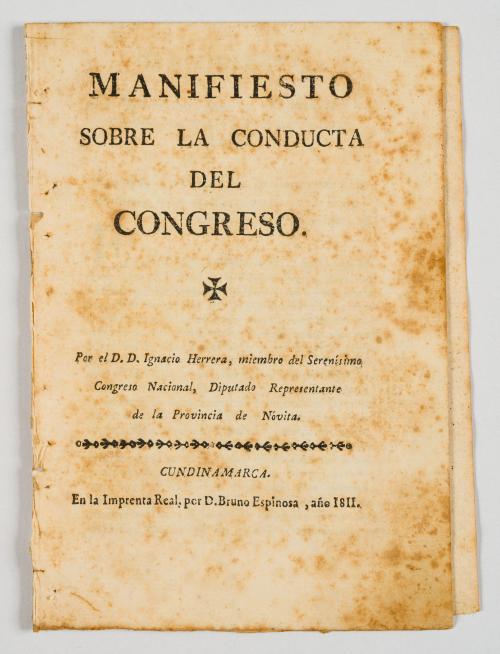 MANIFIESTO
SOBRE LA CONDUCTA
DEL
CONGRESO.
Por el D. D. Ignacio Herrera, miembro del Serenísimo
Congreso Nacional, Diputado Representante
de la Provincia de Nóvita.
CUNDINAMARCA.
En la Imprenta Real, por D. Bruno Espinosa, año 1811.